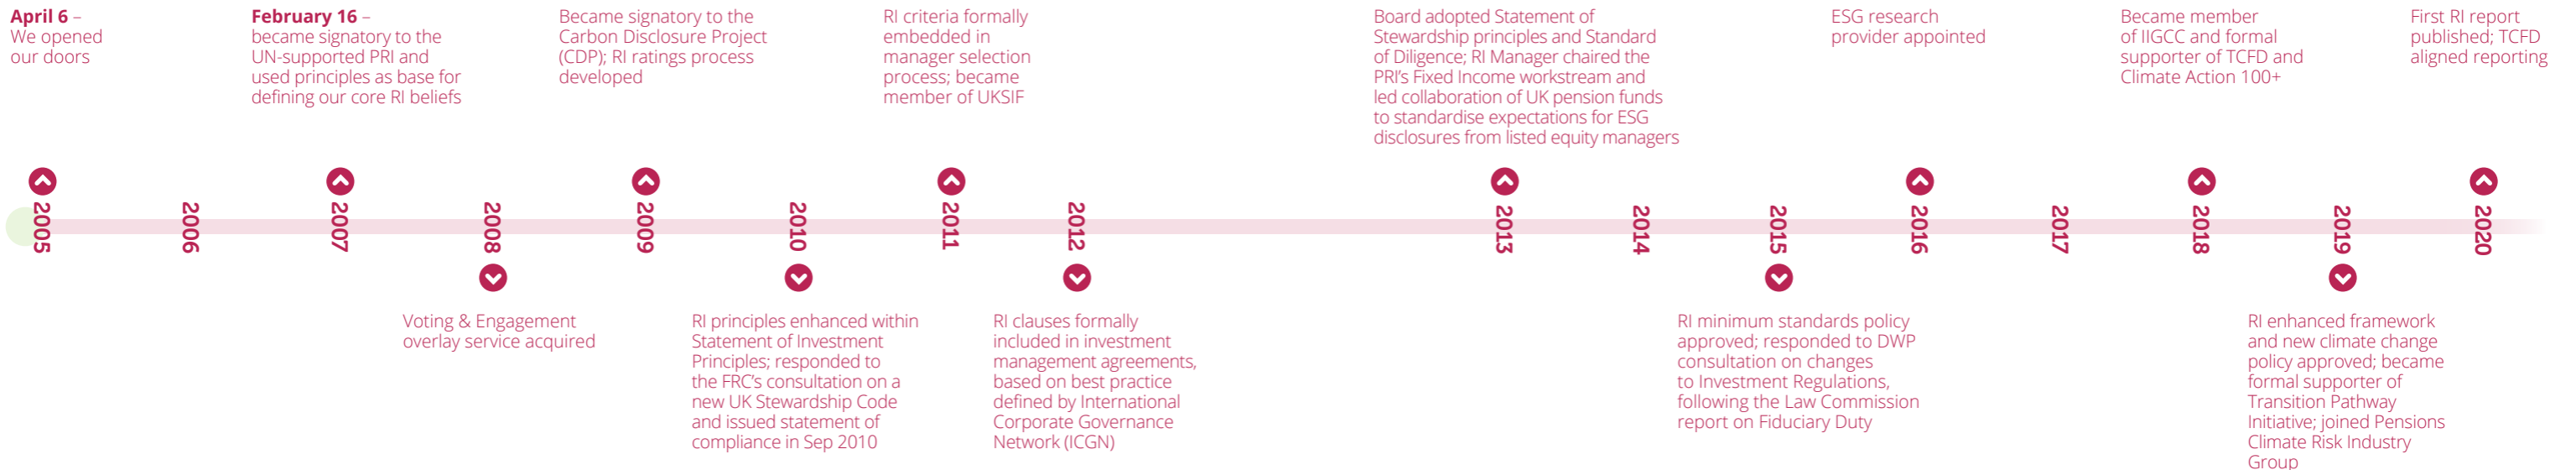 April 6 –
We opened
our doors
February 16 –
became signatory to the
UN-supported PRI and
used principles as base for
defining our core RI beliefs
Became signatory to the
Carbon Disclosure Project
(CDP); RI ratings process
developed
RI criteria formally
embedded in
manager selection
process; became
member of UKSIF
Board adopted Statement of
Stewardship principles and Standard
of Diligence; RI Manager chaired the
PRI's Fixed Income workstream and
led collaboration of UK pension funds
to standardise expectations for ESG
disclosures from listed equity managers
ESG research
provider appointed
Became member
of IIGCC and formal
supporter of TCFD and
Climate Action 100+
First RI report
published; TCFD
aligned reporting
2005
2006
2007
2008
2009
2010
2011
2012
2013
2014
2015
2016
2017
2018
2019
2020
Voting & Engagement
overlay service acquired
RI principles enhanced within
Statement of Investment
Principles; responded to
the FRC's consultation on a
new UK Stewardship Code
and issued statement of
compliance in Sep 2010
RI clauses formally
included in investment
management agreements,
based on best practice
defined by International
Corporate Governance
Network (ICGN)
RI minimum standards policy
approved; responded to DWP
consultation on changes
to Investment Regulations,
following the Law Commission
report on Fiduciary Duty
RI enhanced framework
and new climate change
policy approved; became
formal supporter of
Transition Pathway
Initiative; joined Pensions
Climate Risk Industry
Group